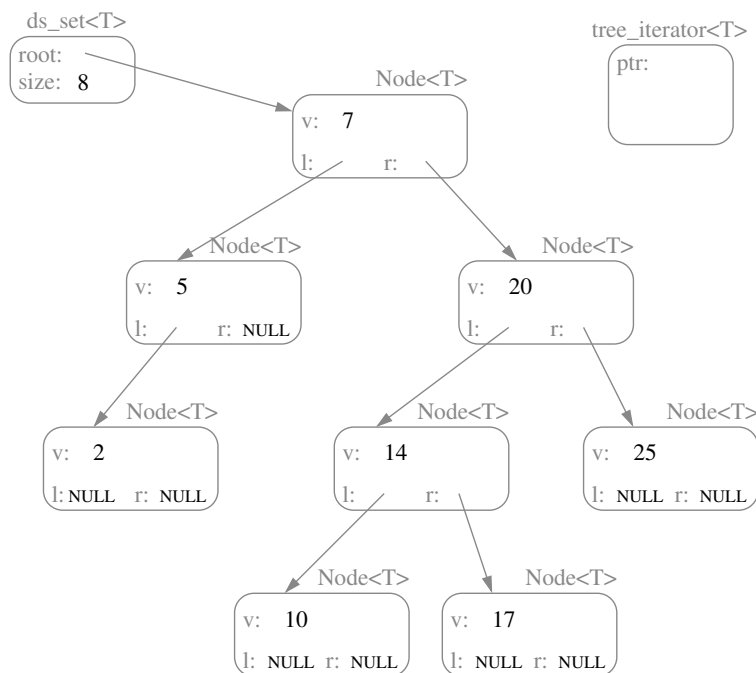 ds_set<T>
root:
size: 8
tree_iterator<T>
ptr:
Node<T>
v: 7
l: r:
Node<T>
v: 5
l: r: NULL
Node<T>
v: 20
l: r:
Node<T>
v: 2
l: NULL r: NULL
Node<T>
v: 14
l: r:
Node<T>
v: 25
l: NULL r: NULL
Node<T>
v: 10
l: NULL r: NULL
Node<T>
v: 17
l: NULL r: NULL